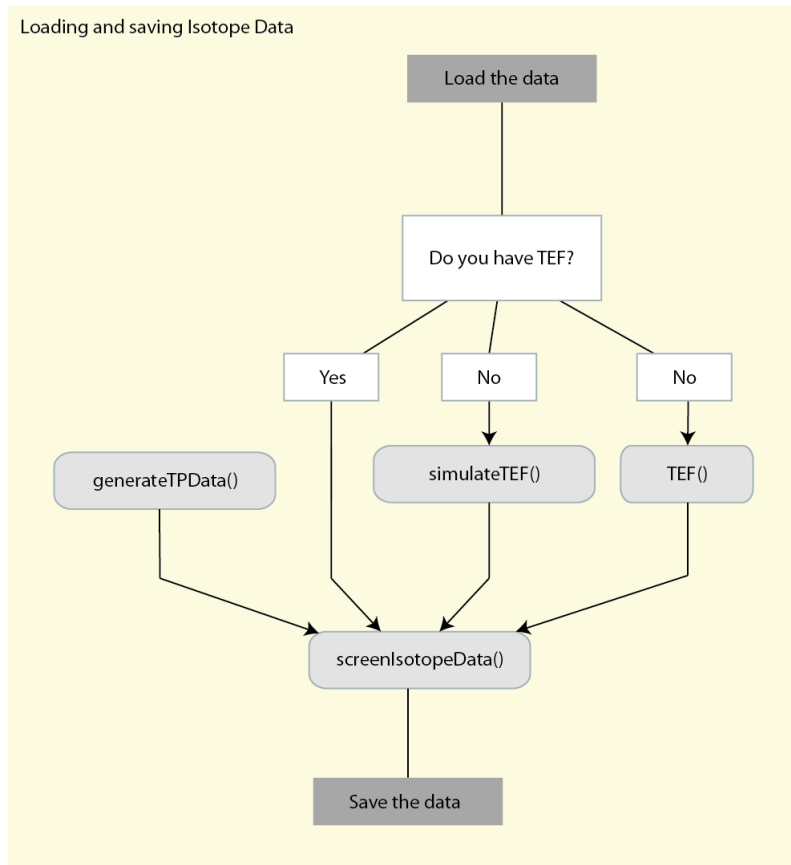 Loading and saving Isotope Data
Load the data
Do you have TEF?
Yes
No
No
generateTPData()
simulateTEF()
TEF()
screenIsotopeData()
Save the data